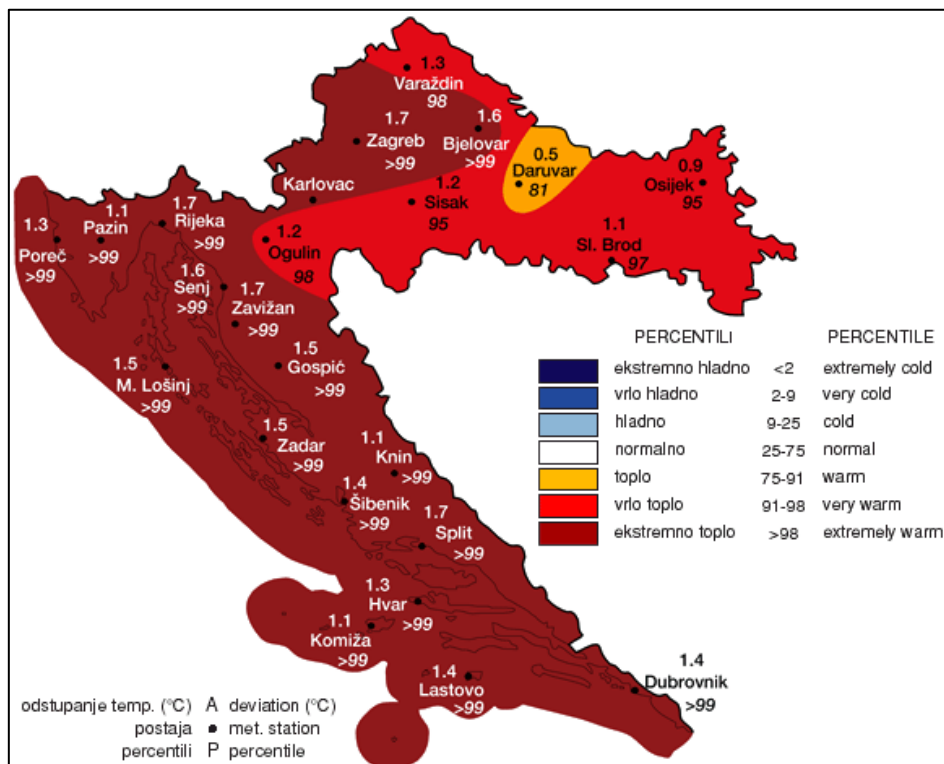 1.3
Varaždin
98
1.7
Zagreb
>99
1.6
Bjelovar
>99
0.5
Daruvar
81
0.9
Osijek
95
Karlovac
1.2
Sisak
95
1.1
Sl. Brod
97
1.2
Ogulin
98
1.3
Poreč
>99
1.1
Pazin
>99
1.7
Rijeka
>99
1.6
Senj
>99
1.7
Zavižan
>99
1.5
Gospić
>99
1.5
M. Lošinj
>99
1.5
Zadar
>99
1.1
Knin
>99
1.4
Šibenik
>99
1.7
Split
>99
1.3
Hvar
>99
1.1
Komiža
>99
1.4
Lastovo
>99
1.4
Dubrovnik
>99
PERCENTILI PERCENTILE
ekstremno hladno <2 extremely cold
vrlo hladno 2-9 very cold
hladno 9-25 cold
normalno 25-75 normal
toplo 75-91 warm
vrlo toplo 91-98 very warm
ekstremno toplo >98 extremely warm
odstupanje temp. (°C) A deviation (°C)
postaja met. station
percentili P percentile